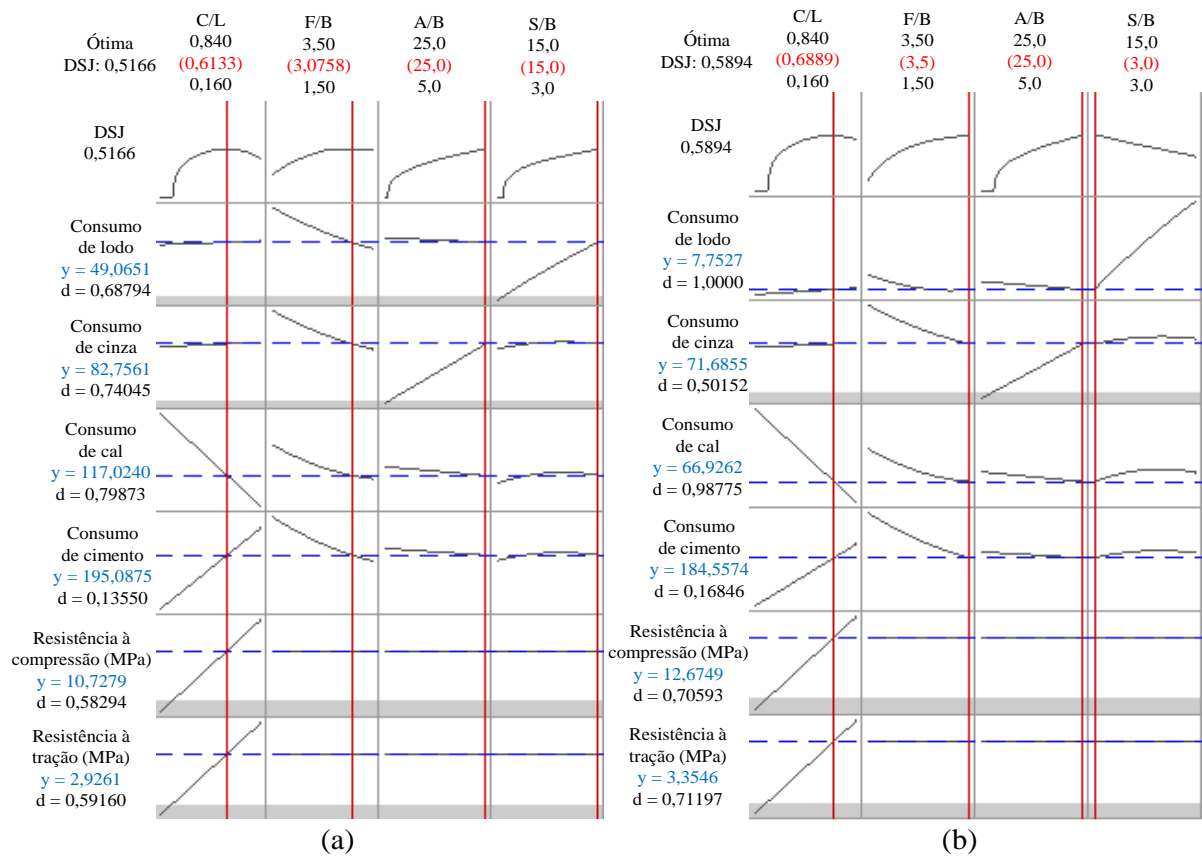 C/L F/B A/B S/B
Ótima 0,840 3,50 25,0 15,0
DSJ: 0,5166 (0,6133) (3,0758) (25,0) (15,0)
0,160 1,50 5,0 3,0
DSJ
0,5166
Consumo
de lodo
y = 49,0651
d = 0,68794
Consumo
de cinza
y = 82,7561
d = 0,74045
Consumo
de cal
y = 117,0240
d = 0,79873
Consumo
de cimento
y = 195,0875
d = 0,13550
Resistência à
compressão (MPa)
y = 10,7279
d = 0,58294
Resistência à
tração (MPa)
y = 2,9261
d = 0,59160
(a)
C/L F/B A/B S/B
Ótima 0,840 3,50 25,0 15,0
DSJ: 0,5894 (0,6889) (3,5) (25,0) (3,0)
0,160 1,50 5,0 3,0
DSJ
0,5894
Consumo
de lodo
y = 7,7527
d = 1,0000
Consumo
de cinza
y = 71,6855
d = 0,50152
Consumo
de cal
y = 66,9262
d = 0,98775
Consumo
de cimento
y = 184,5574
d = 0,16846
Resistência à
compressão (MPa)
y = 12,6749
d = 0,70593
Resistência à
tração (MPa)
y = 3,3546
d = 0,71197
(b)